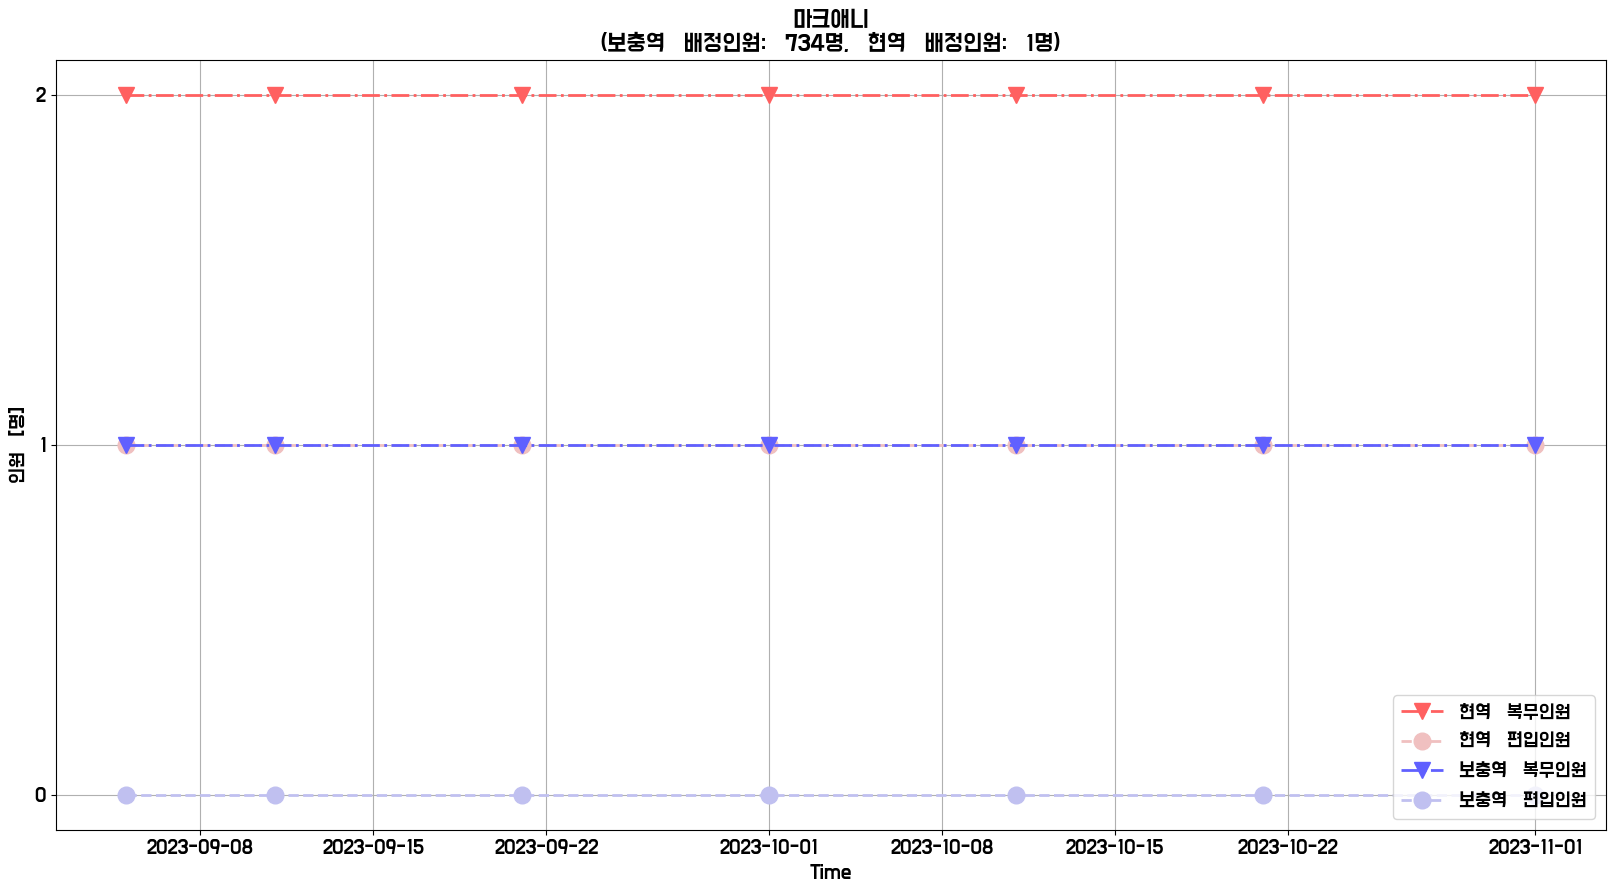 마크애니
(보충역 배정인원: 734명, 현역 배정인원: 1명)
인원 [명]
2
1
0
현역 복무인원
현역 편입인원
보충역 복무인원
보충역 편입인원
2023-09-08 2023-09-15 2023-09-22 2023-10-01 2023-10-08 2023-10-15 2023-10-22 2023-11-01
Time